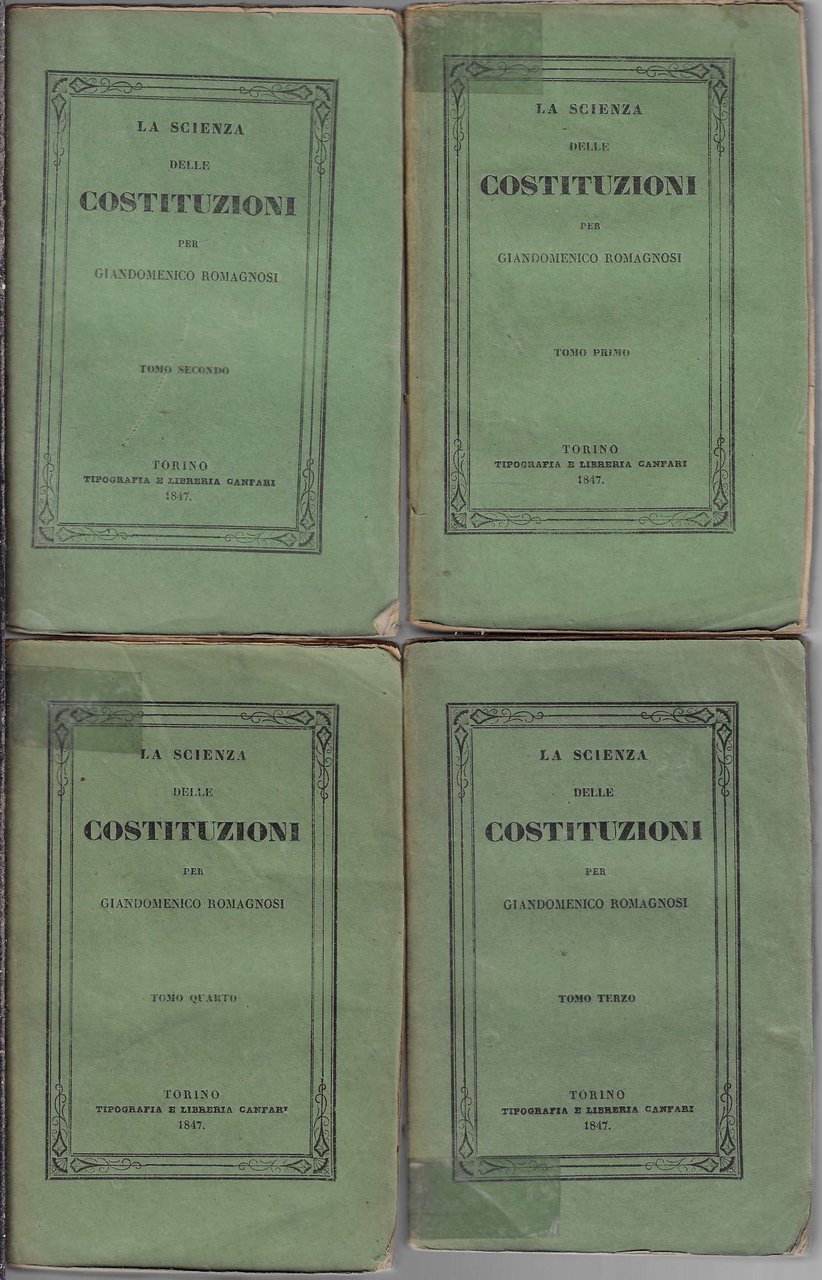 LA SCIENZA
DELLE
COSTITUZIONI
PER
GIANDOMENICO ROMAGNOSI
TOMO SECONDO
TORINO
TIPOGRAFIA E LIBRERIA CANFARI
1847.
LA SCIENZA
DELLE
COSTITUZIONI
PER
GIANDOMENICO ROMAGNOSI
TOMO PRIMO
TORINO
TIPOGRAFIA E LIBRERIA CANFARI
1847.
LA SCIENZA
DELLE
COSTITUZIONI
PER
GIANDOMENICO ROMAGNOSI
TOMO QUARTO
TORINO
TIPOGRAFIA E LIBRERIA CANFARI
1847.
LA SCIENZA
DELLE
COSTITUZIONI
PER
GIANDOMENICO ROMAGNOSI
TOMO TERZO
TORINO
TIPOGRAFIA E LIBRERIA CANFARI
1847.